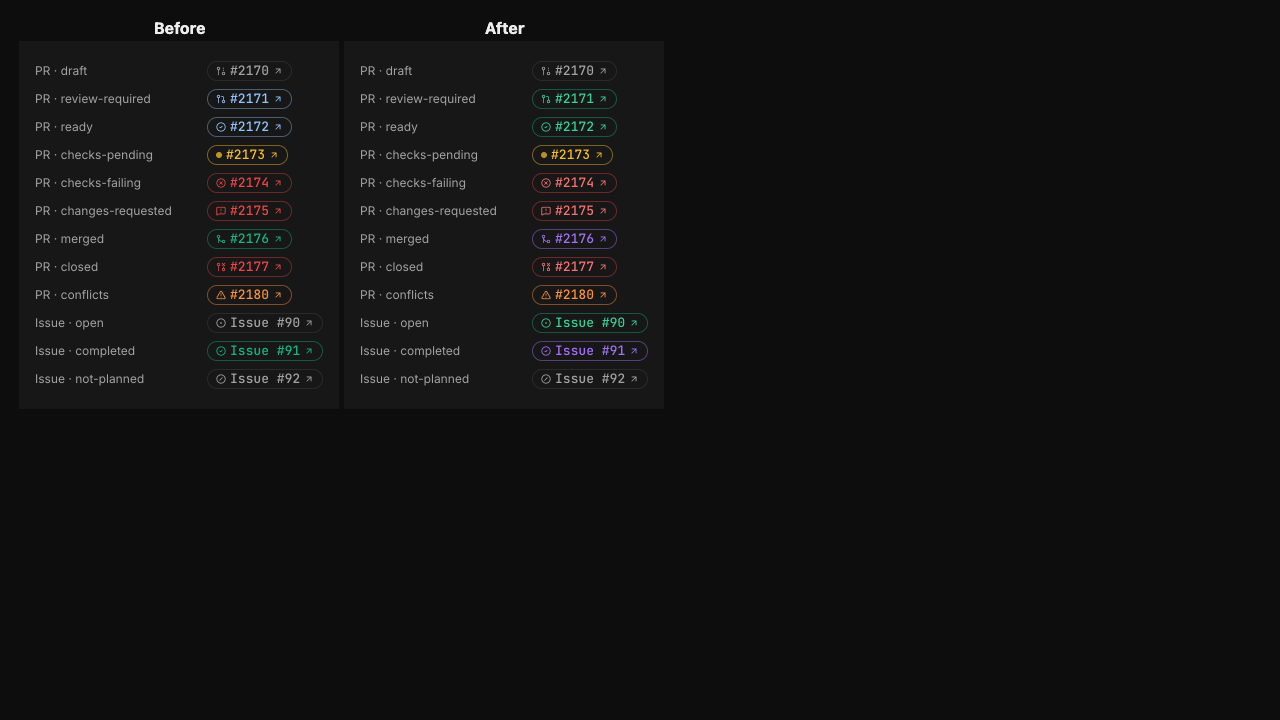 Before After
PR · draft #2170 PR · draft #2170
PR · review-required #2171 PR · review-required #2171
PR · ready #2172 PR · ready #2172
PR · checks-pending #2173 PR · checks-pending #2173
PR · checks-failing #2174 PR · checks-failing #2174
PR · changes-requested #2175 PR · changes-requested #2175
PR · merged #2176 PR · merged #2176
PR · closed #2177 PR · closed #2177
PR · conflicts #2180 PR · conflicts #2180
Issue · open Issue #90 Issue · open Issue #90
Issue · completed Issue #91 Issue · completed Issue #91
Issue · not-planned Issue #92 Issue · not-planned Issue #92